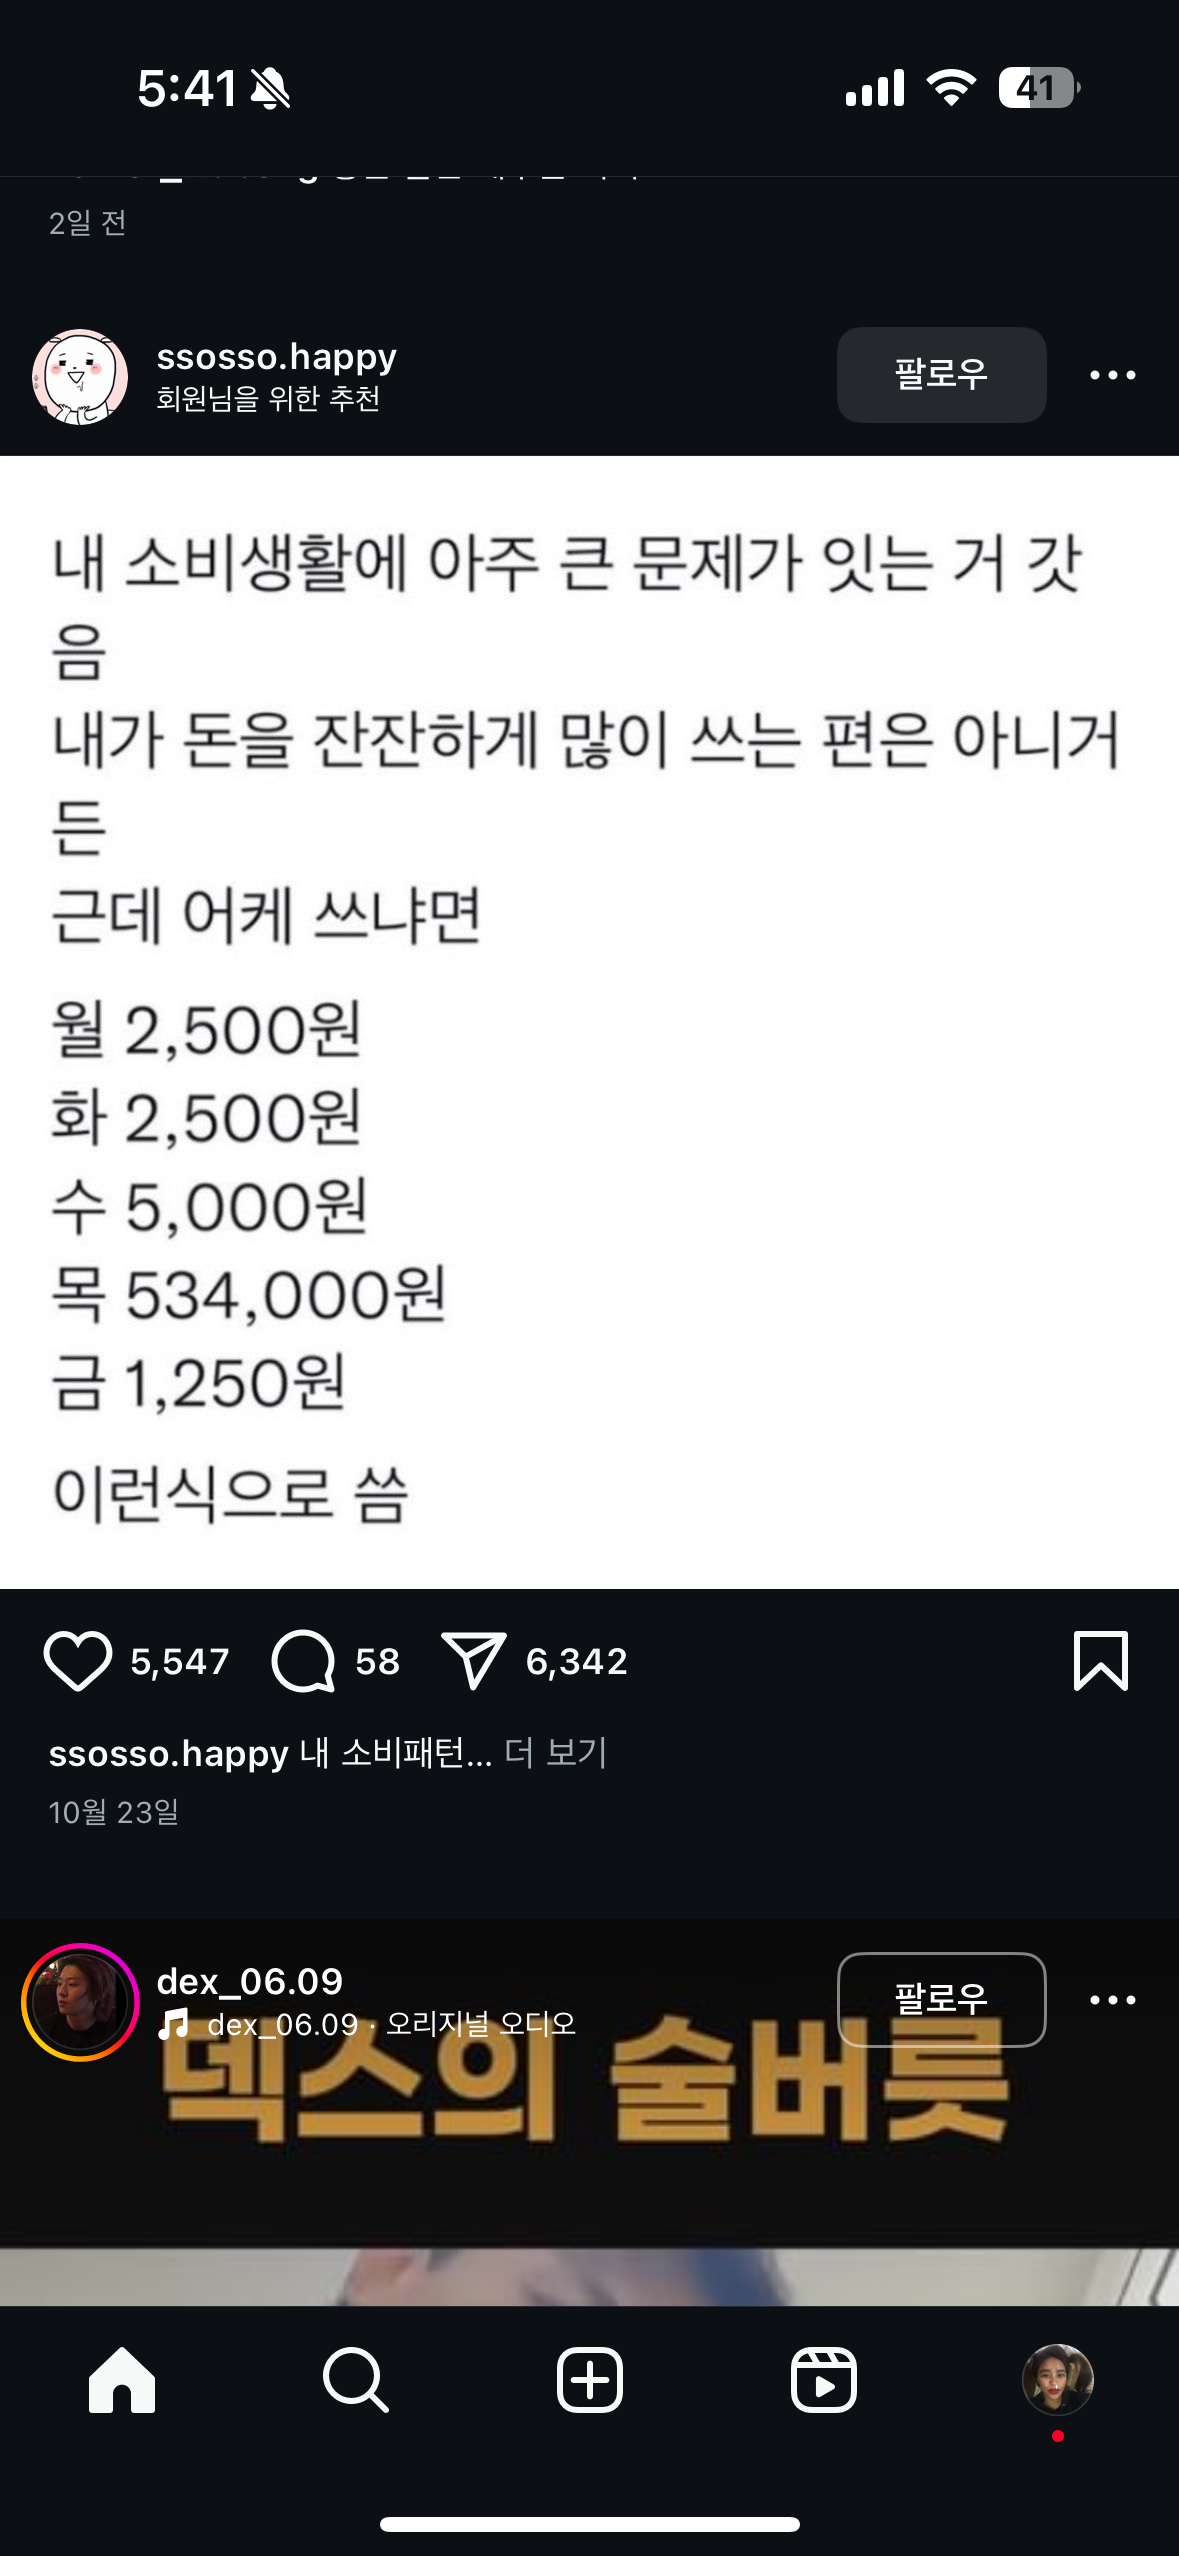 5:41
41
2일 전
ssosso.happy
팔로우
회원님을 위한 추천
내 소비생활에 아주 큰 문제가 잇는 거 갓
음
내가 돈을 잔잔하게 많이 쓰는 편은 아니거
든
근데 어케 쓰냐면
월 2,500원
화 2,500원
수 5,000원
목 534,000원
금 1,250원
이런식으로 씀
5,547
58
6,342
ssosso.happy 내 소비패턴... 더 보기
10월 23일
dex_06.09
팔로우
dex_06.09 · 오리지널 오디오
덱스의 술버릇